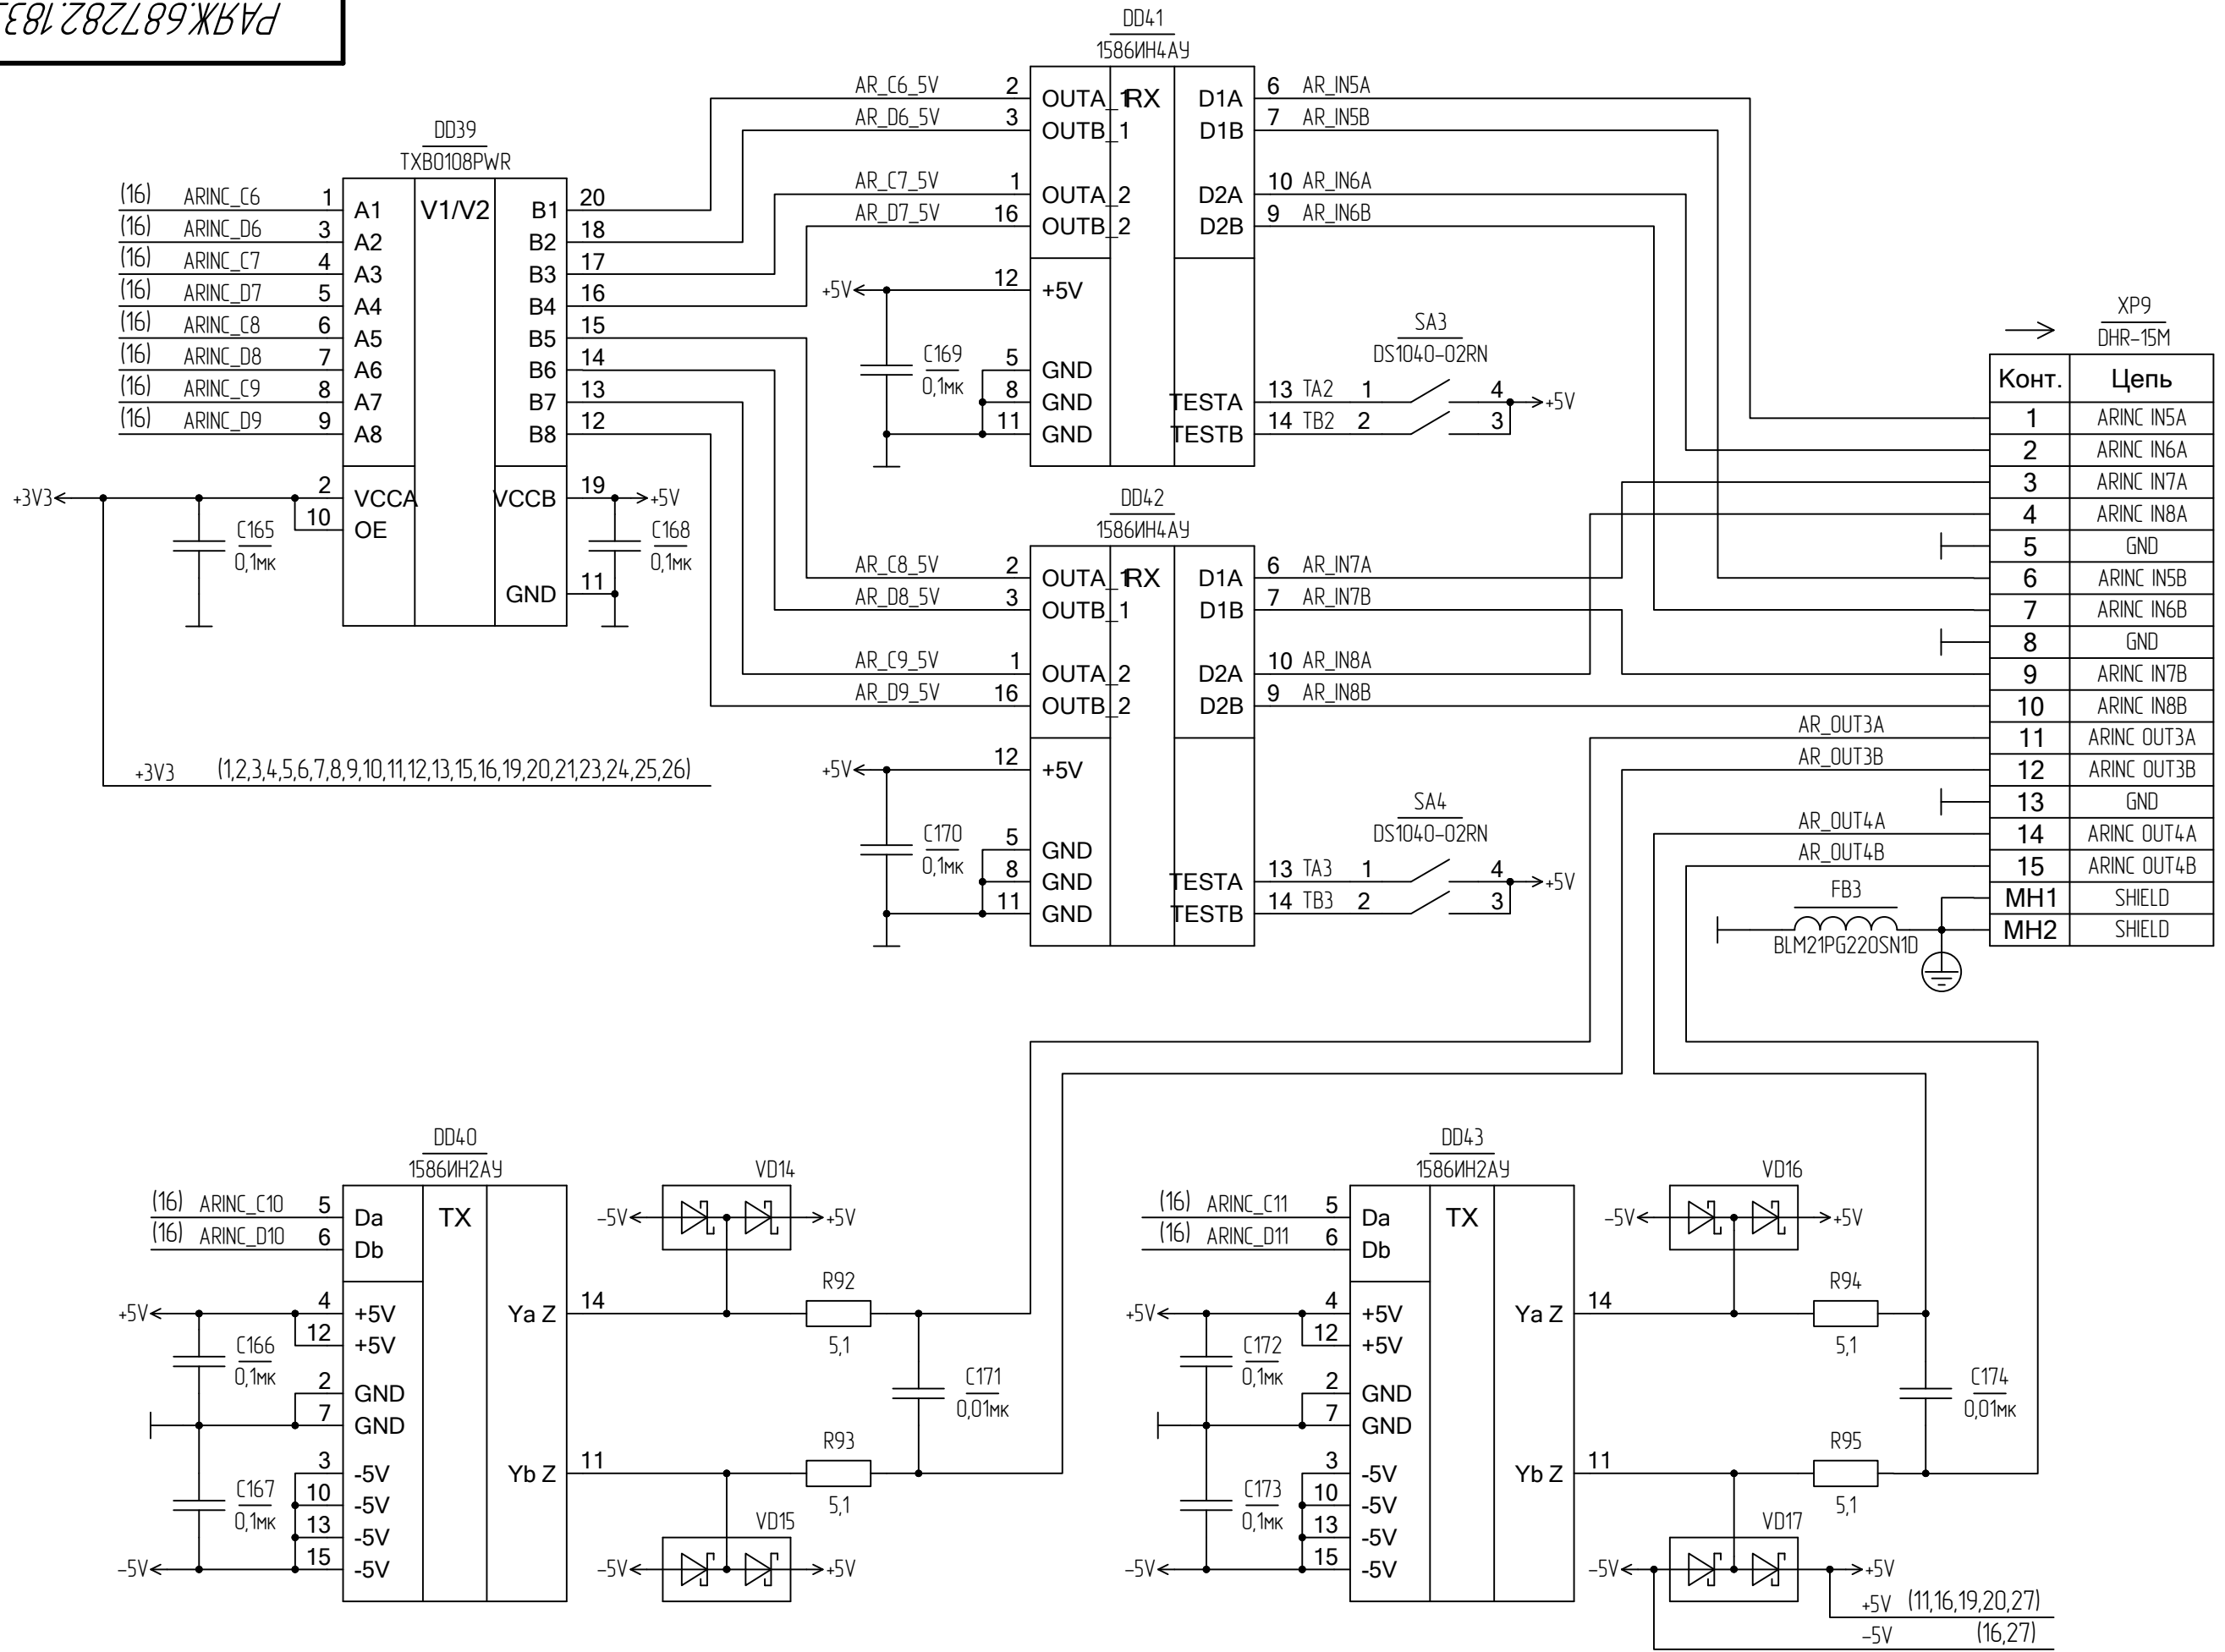 РАЯЖ.687282.183
DD41
1586ИН4АУ
AR_C6_5V 2 OUTA_1 RX D1A 6 AR_IN5A
AR_D6_5V 3 OUTB_1 D1B 7 AR_IN5B
AR_C7_5V 1 OUTA_2 D2A 10 AR_IN6A
AR_D7_5V 16 OUTB_2 D2B 9 AR_IN6B
+5V 12 +5V
C169
0,1мк
5 GND
8 GND
11 GND
TESTA 13 TA2 1 4 +5V
TESTB 14 TB2 2 3
SA3
DS1040-02RN
DD39
TXB0108PWR
(16) ARINC_C6 1 A1 V1/V2 B1 20
(16) ARINC_D6 3 A2 B2 18
(16) ARINC_C7 4 A3 B3 17
(16) ARINC_D7 5 A4 B4 16
(16) ARINC_C8 6 A5 B5 15
(16) ARINC_D8 7 A6 B6 14
(16) ARINC_C9 8 A7 B7 13
(16) ARINC_D9 9 A8 B8 12
+3V3 2 VCCA VCCB 19 +5V
10 OE
C165
0,1мк
C168
0,1мк
GND 11
+3V3 (1,2,3,4,5,6,7,8,9,10,11,12,13,15,16,19,20,21,23,24,25,26)
DD42
1586ИН4АУ
AR_C8_5V 2 OUTA_1 RX D1A 6 AR_IN7A
AR_D8_5V 3 OUTB_1 D1B 7 AR_IN7B
AR_C9_5V 1 OUTA_2 D2A 10 AR_IN8A
AR_D9_5V 16 OUTB_2 D2B 9 AR_IN8B
+5V 12 +5V
C170
0,1мк
5 GND
8 GND
11 GND
TESTA 13 TA3 1 4 +5V
TESTB 14 TB3 2 3
SA4
DS1040-02RN
XP9
DHR-15M
Конт. Цепь
1 ARINC IN5A
2 ARINC IN6A
3 ARINC IN7A
4 ARINC IN8A
5 GND
6 ARINC IN5B
7 ARINC IN6B
8 GND
9 ARINC IN7B
10 ARINC IN8B
AR_OUT3A 11 ARINC OUT3A
AR_OUT3B 12 ARINC OUT3B
13 GND
AR_OUT4A 14 ARINC OUT4A
AR_OUT4B 15 ARINC OUT4B
MH1 SHIELD
MH2 SHIELD
FB3
BLM21PG220SN1D
DD40
1586ИН2АУ
(16) ARINC_C10 5 Da TX
(16) ARINC_D10 6 Db
+5V 4 +5V Ya Z 14
12 +5V
C166
0,1мк
2 GND
7 GND
3 -5V Yb Z 11
10 -5V
13 -5V
-5V 15 -5V
C167
0,1мк
VD14
-5V +5V
R92
5,1
C171
0,01мк
R93
5,1
VD15
-5V +5V
DD43
1586ИН2АУ
(16) ARINC_C11 5 Da TX
(16) ARINC_D11 6 Db
+5V 4 +5V Ya Z 14
12 +5V
C172
0,1мк
2 GND
7 GND
3 -5V Yb Z 11
10 -5V
13 -5V
-5V 15 -5V
C173
0,1мк
VD16
-5V +5V
R94
5,1
C174
0,01мк
R95
5,1
VD17
-5V +5V
+5V (11,16,19,20,27)
-5V (16,27)